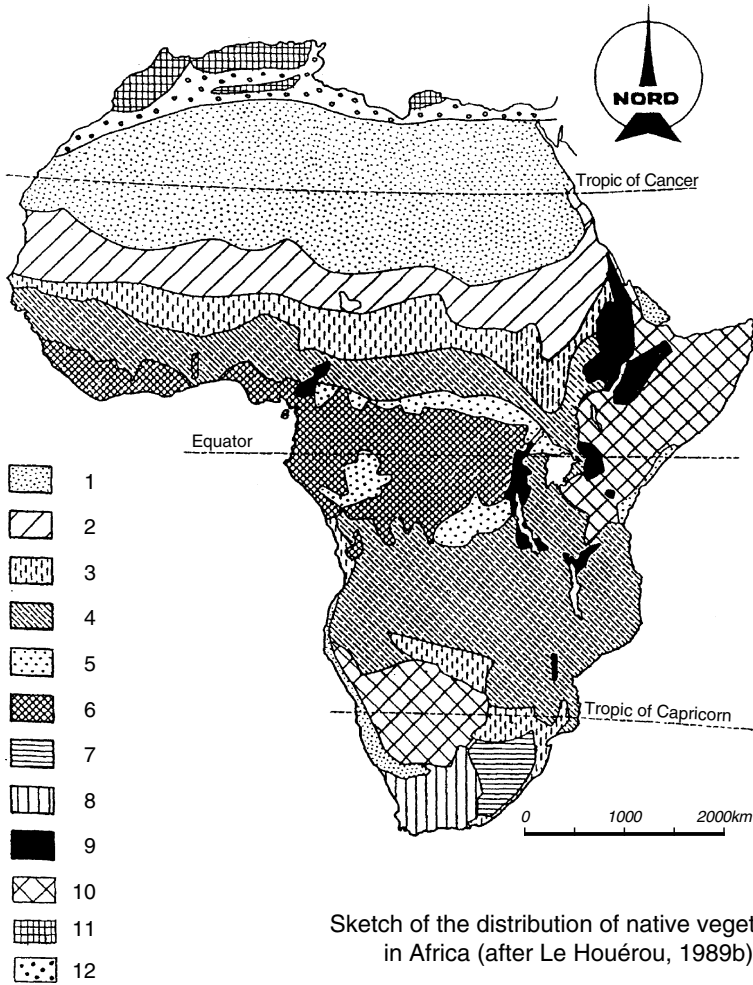 NORD
Tropic of Cancer
Equator
Tropic of Capricorn
1
2
3
4
5
6
7
8
9
10
11
12
0 1000 2000km
Sketch of the distribution of native veget
in Africa (after Le Houérou, 1989b)